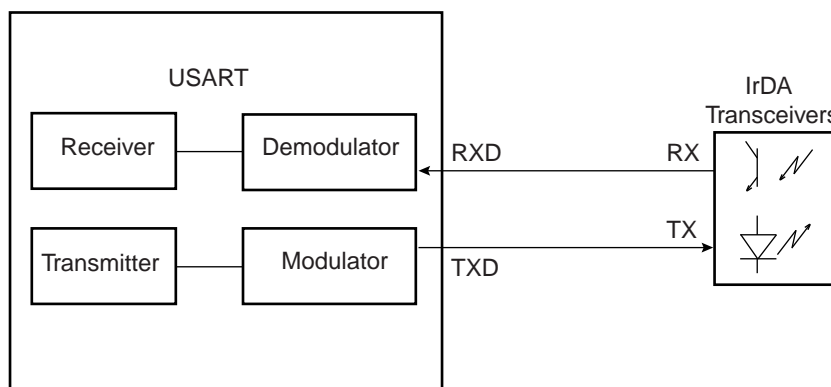 USART
IrDA
Transceivers
Receiver
Demodulator
RXD
RX
Transmitter
Modulator
TXD
TX